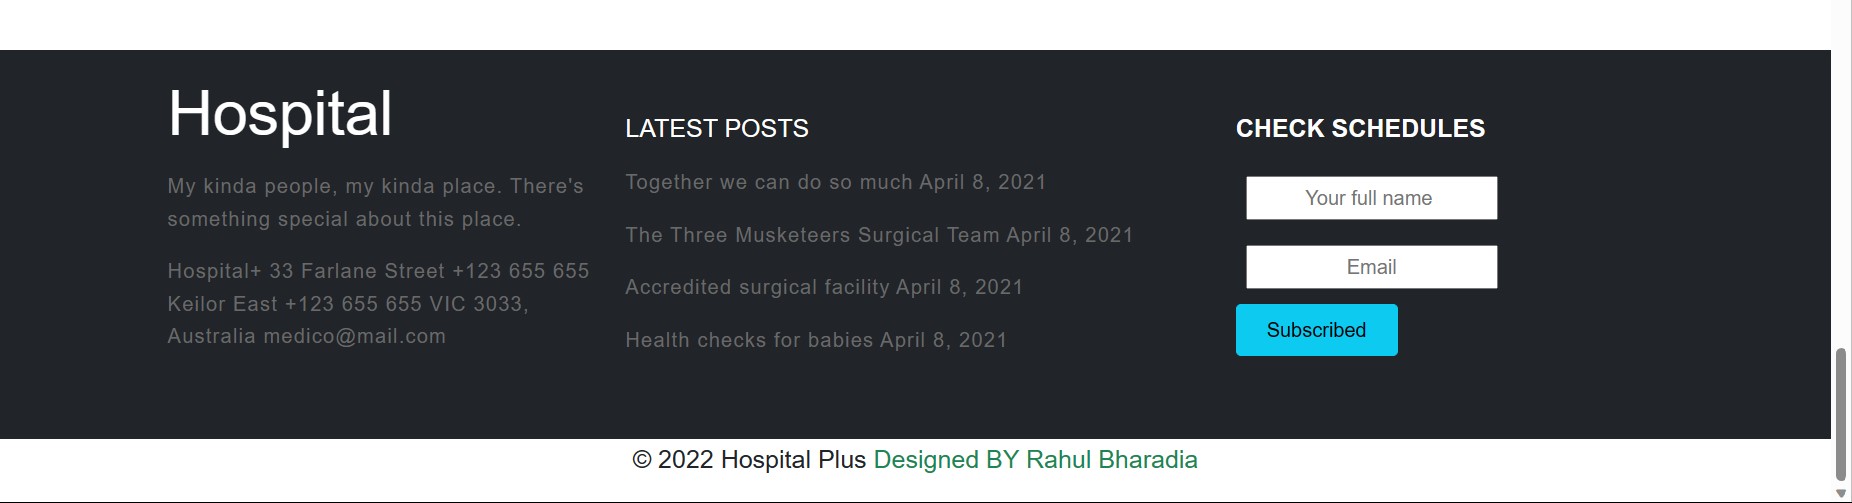 Hospital
My kinda people, my kinda place. There's
something special about this place.
Hospital+ 33 Farlane Street +123 655 655
Keilor East +123 655 655 VIC 3033,
Australia medico@mail.com
LATEST POSTS
Together we can do so much April 8, 2021
The Three Musketeers Surgical Team April 8, 2021
Accredited surgical facility April 8, 2021
Health checks for babies April 8, 2021
CHECK SCHEDULES
Your full name
Email
Subscribed
© 2022 Hospital Plus Designed BY Rahul Bharadia